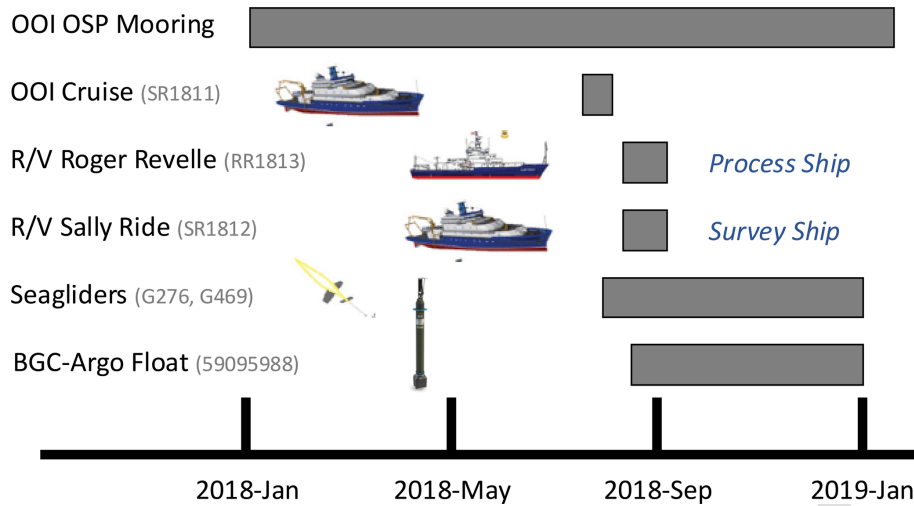 OOI OSP Mooring
OOI Cruise (SR1811)
R/V Roger Revelle (RR1813) Process Ship
R/V Sally Ride (SR1812) Survey Ship
Seagliders (G276, G469)
BGC-Argo Float (59095988)
2018-Jan 2018-May 2018-Sep 2019-Jan